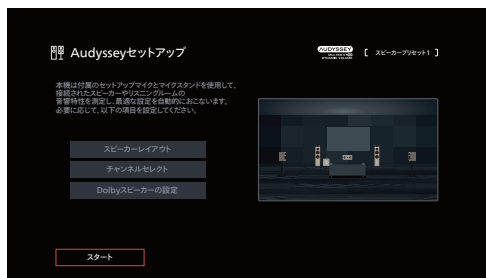 Audysseyセットアップ
AUDYSSEY
DYNAMIC VOLUME
[ スピーカープリセット1 ]
本機は付属のセットアップマイクとマイクスタンドを使用して、
接続されたスピーカーやリスニングルームの
音響特性を測定し、最適な設定を自動的におこないます。
必要に応じて、以下の項目を設定してください。
スピーカーレイアウト
チャンネルセレクト
Dolbyスピーカーの設定
スタート